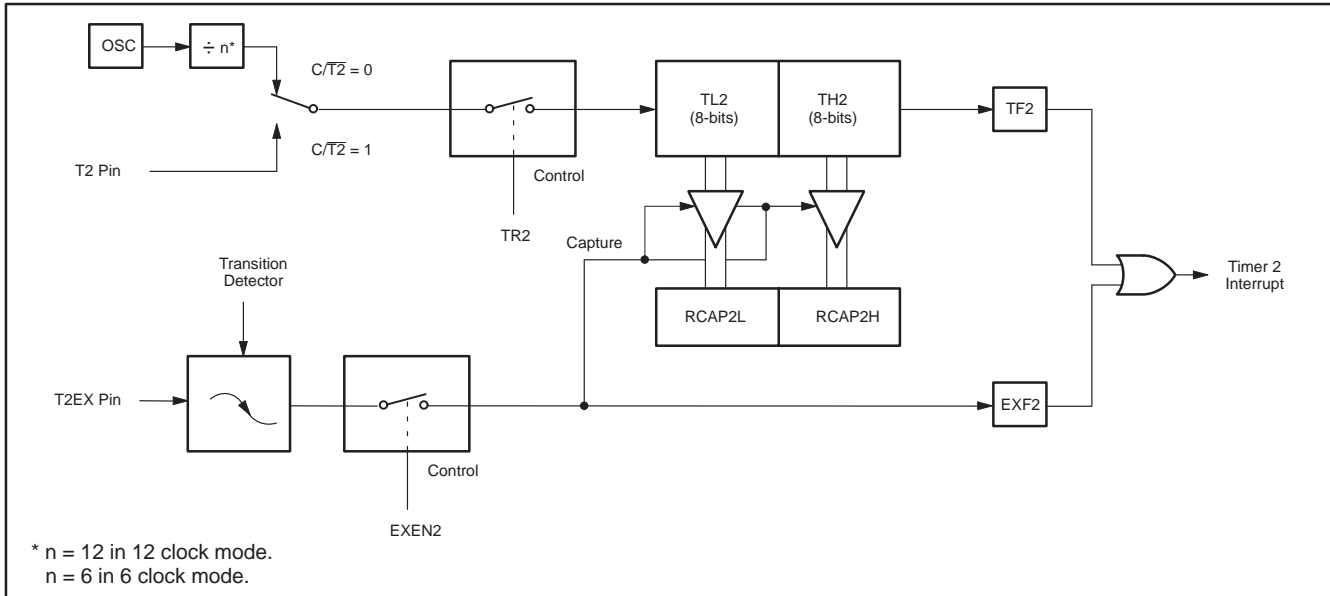 OSC
÷ n*
C/T2̅ = 0
TL2
(8-bits)
TH2
(8-bits)
TF2
C/T2̅ = 1
T2 Pin
Control
TR2
Capture
Transition
Detector
Timer 2
Interrupt
RCAP2L
RCAP2H
T2EX Pin
EXF2
Control
EXEN2
* n = 12 in 12 clock mode.
n = 6 in 6 clock mode.